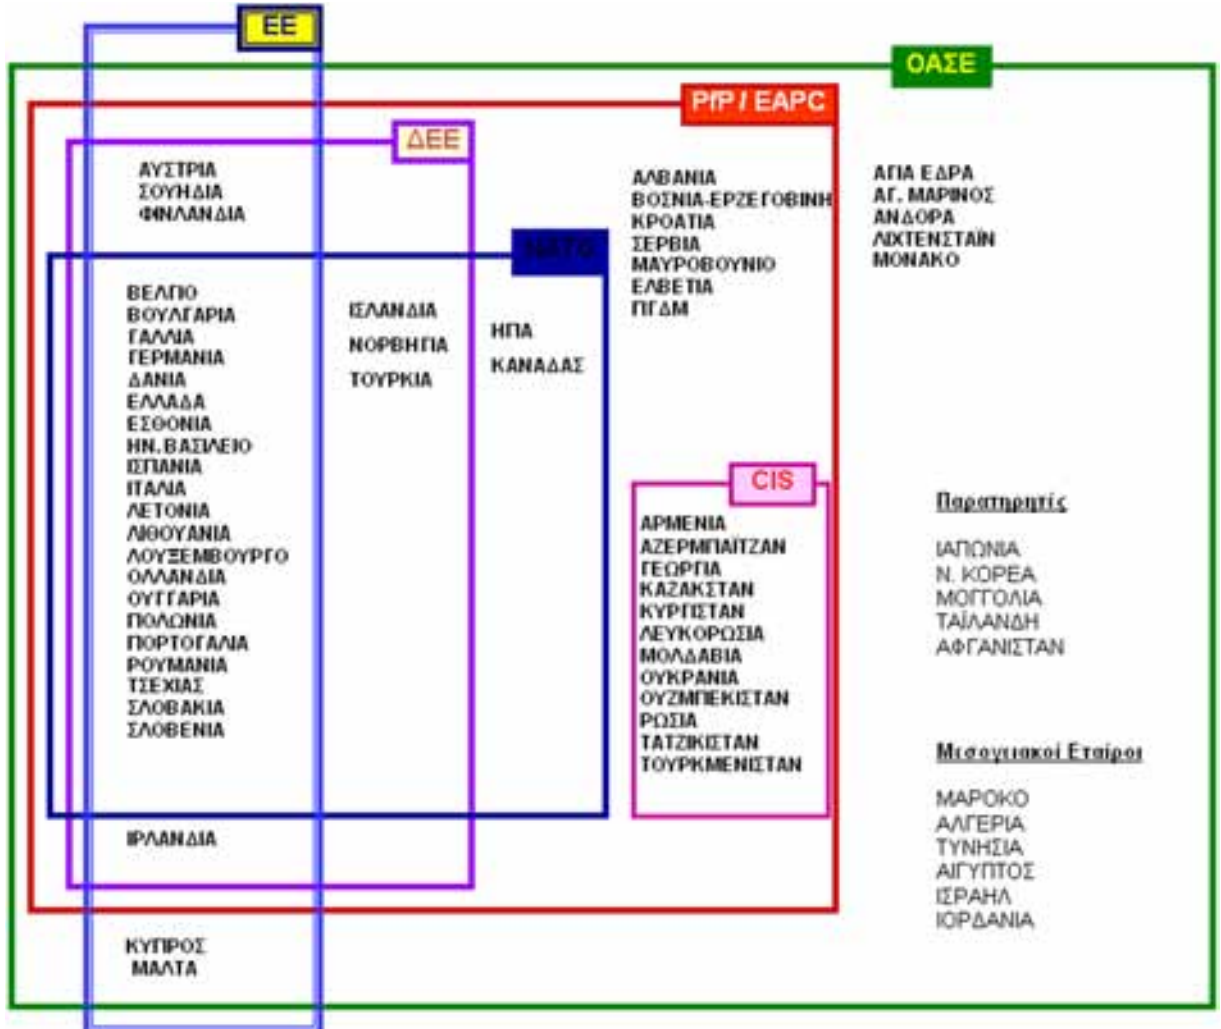 ΕΕ
ΟΑΣΕ
PfP / EAPC
ΔΕΕ
ΑΥΣΤΡΙΑ
ΣΟΥΗΔΙΑ
ΦΙΝΛΑΝΔΙΑ
ΑΛΒΑΝΙΑ
ΒΟΣΝΙΑ-ΕΡΖΕΓΟΒΙΝΗ
ΚΡΟΑΤΙΑ
ΣΕΡΒΙΑ
ΜΑΥΡΟΒΟΥΝΙΟ
ΕΛΒΕΤΙΑ
ΠΓΔΜ
ΑΓΙΑ ΕΔΡΑ
ΑΓ. ΜΑΡΙΝΟΣ
ΑΝΔΟΡΑ
ΛΙΧΤΕΝΣΤΑΪΝ
ΜΟΝΑΚΟ
ΝΑΤΟ
ΒΕΛΓΙΟ
ΒΟΥΛΓΑΡΙΑ
ΓΑΛΛΙΑ
ΓΕΡΜΑΝΙΑ
ΔΑΝΙΑ
ΕΛΛΑΔΑ
ΕΣΘΟΝΙΑ
ΗΝ. ΒΑΣΙΛΕΙΟ
ΙΣΠΑΝΙΑ
ΙΤΑΛΙΑ
ΛΕΤΟΝΙΑ
ΛΙΘΟΥΑΝΙΑ
ΛΟΥΞΕΜΒΟΥΡΓΟ
ΟΛΛΑΝΔΙΑ
ΟΥΓΓΑΡΙΑ
ΠΟΛΩΝΙΑ
ΠΟΡΤΟΓΑΛΙΑ
ΡΟΥΜΑΝΙΑ
ΤΣΕΧΙΑΣ
ΣΛΟΒΑΚΙΑ
ΣΛΟΒΕΝΙΑ
ΙΣΛΑΝΔΙΑ
ΝΟΡΒΗΓΙΑ
ΤΟΥΡΚΙΑ
ΗΠΑ
ΚΑΝΑΔΑΣ
CIS
ΑΡΜΕΝΙΑ
ΑΖΕΡΜΠΑΪΤΖΑΝ
ΓΕΩΡΓΙΑ
ΚΑΖΑΚΣΤΑΝ
ΚΥΡΓΙΣΤΑΝ
ΛΕΥΚΟΡΩΣΙΑ
ΜΟΛΔΑΒΙΑ
ΟΥΚΡΑΝΙΑ
ΟΥΖΜΠΕΚΙΣΤΑΝ
ΡΩΣΙΑ
ΤΑΤΖΙΚΙΣΤΑΝ
ΤΟΥΡΚΜΕΝΙΣΤΑΝ
Παρατηρητές
ΙΑΠΩΝΙΑ
Ν. ΚΟΡΕΑ
ΜΟΓΓΟΛΙΑ
ΤΑΪΛΑΝΔΗ
ΑΦΓΑΝΙΣΤΑΝ
Μεσογειακοί Εταίροι
ΜΑΡΟΚΟ
ΑΛΓΕΡΙΑ
ΤΥΝΗΣΙΑ
ΑΙΓΥΠΤΟΣ
ΙΣΡΑΗΛ
ΙΟΡΔΑΝΙΑ
ΙΡΛΑΝΔΙΑ
ΚΥΠΡΟΣ
ΜΑΛΤΑ